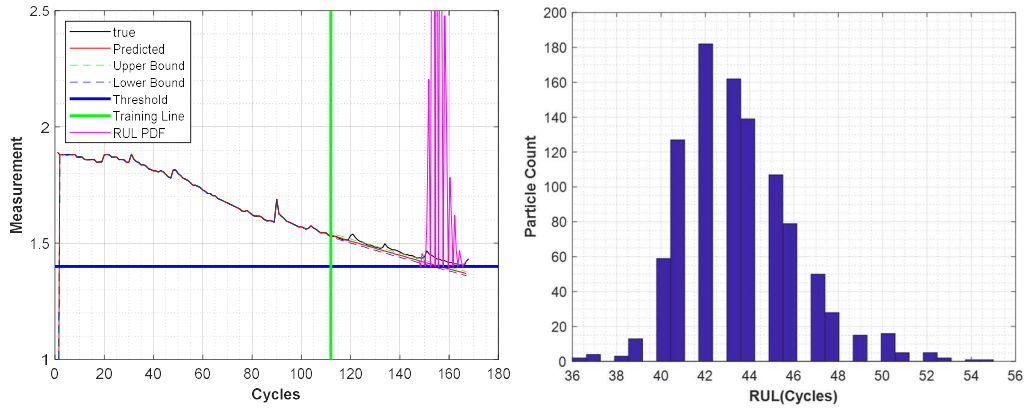 2.5
2
1.5
1
Measurement
true
Predicted
Upper Bound
Lower Bound
Threshold
Training Line
RUL PDF
0 20 40 60 80 100 120 140 160 180
Cycles
200
180
160
140
120
100
80
60
40
20
0
Particle Count
36 38 40 42 44 46 48 50 52 54 56
RUL(Cycles)